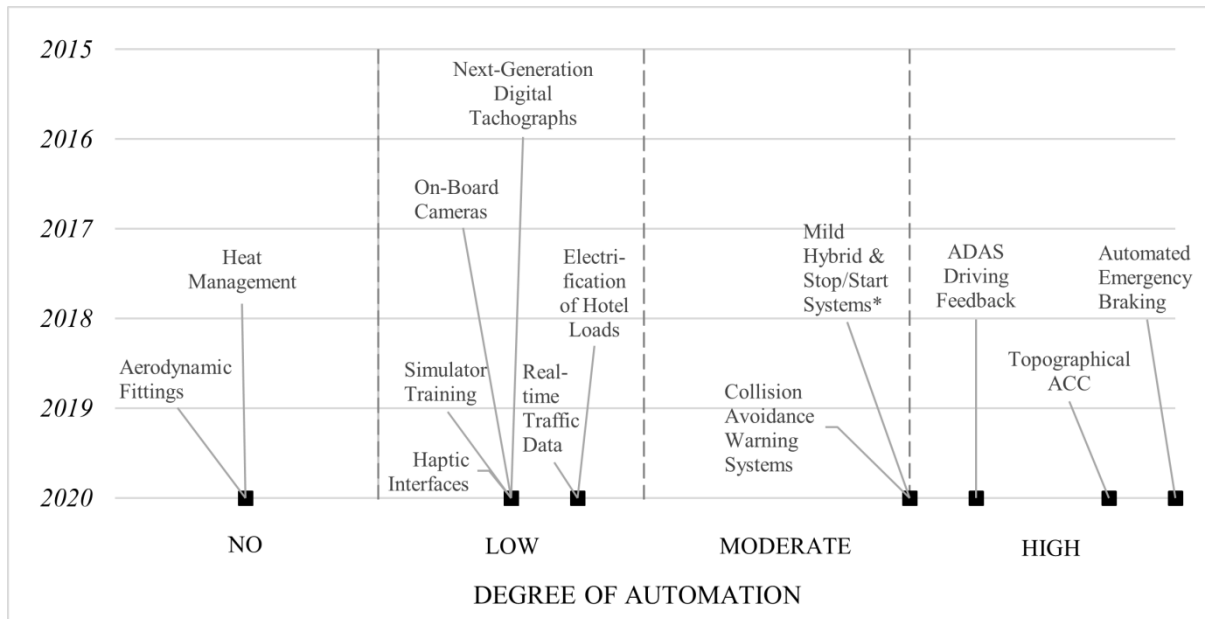 2015
2016
2017
2018
2019
2020
Next-Generation
Digital
Tachographs
On-Board
Cameras
Heat
Management
Electri-
fication
of Hotel
Loads
Mild
Hybrid &
Stop/Start
Systems*
ADAS
Driving
Feedback
Automated
Emergency
Braking
Aerodynamic
Fittings
Simulator
Training
Real-
time
Traffic
Data
Topographical
ACC
Collision
Avoidance
Warning
Systems
Haptic
Interfaces
NO
LOW
MODERATE
HIGH
DEGREE OF AUTOMATION